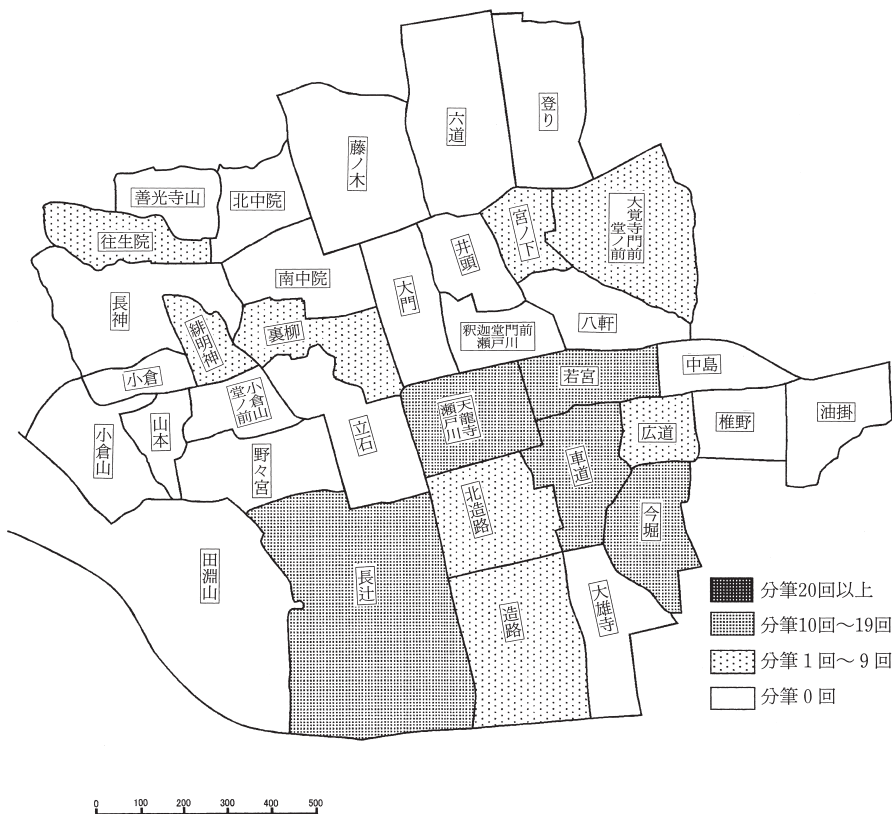 六道
登り
藤ノ木
善光寺山
北中院
往生院
宮ノ下
大覚寺門前
堂ノ前
井頭
南中院
大門
長神
緋明神
裏柳
釈迦堂門前
瀬戸川
八軒
小倉
若宮
中島
小倉山
堂ノ前
天龍寺
瀬戸川
油掛
山本
立石
広道
椎野
小倉山
野々宮
車道
北造路
今堀
田淵山
長辻
造路
大雄寺
分筆20回以上
分筆10回～19回
分筆1回～9回
分筆0回
0 100 200 300 400 500